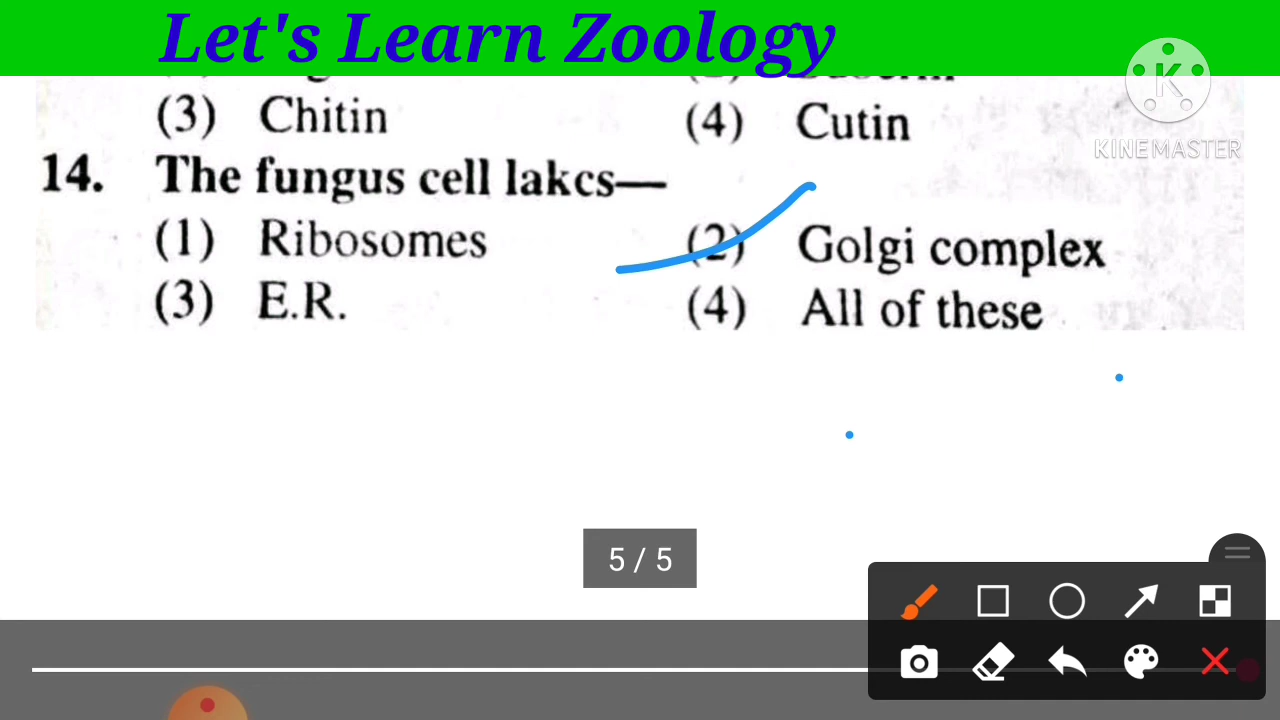 Let's Learn Zoology
(3) Chitin (4) Cutin
KINEMASTER
14. The fungus cell lakcs—
(1) Ribosomes (2) Golgi complex
(3) E.R. (4) All of these
5 / 5